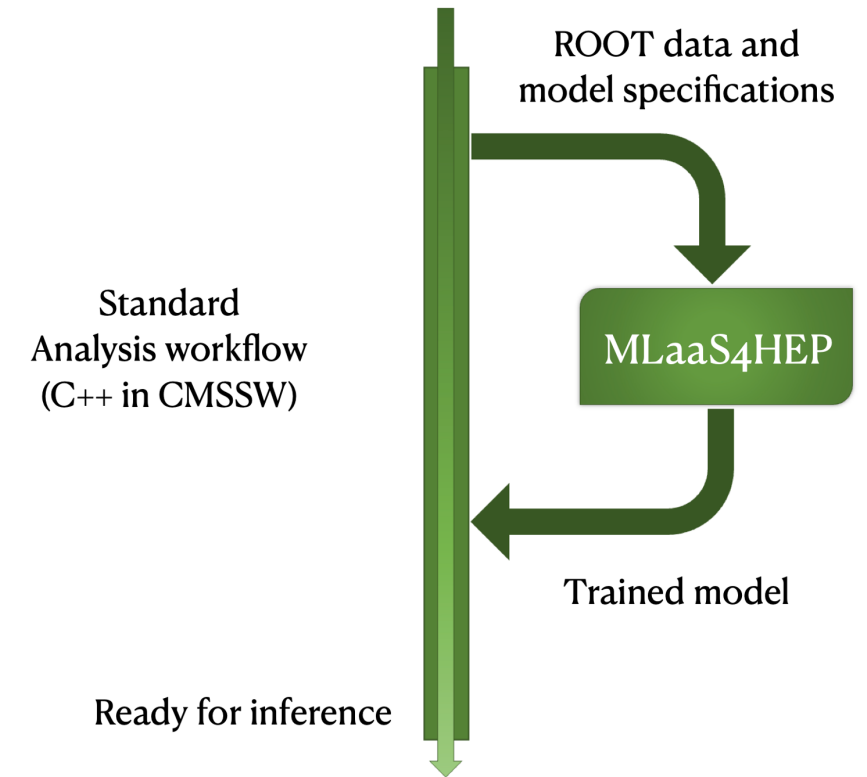 ROOT data and
model specifications
Standard
Analysis workflow
(C++ in CMSSW)
MLaaS4HEP
Trained model
Ready for inference